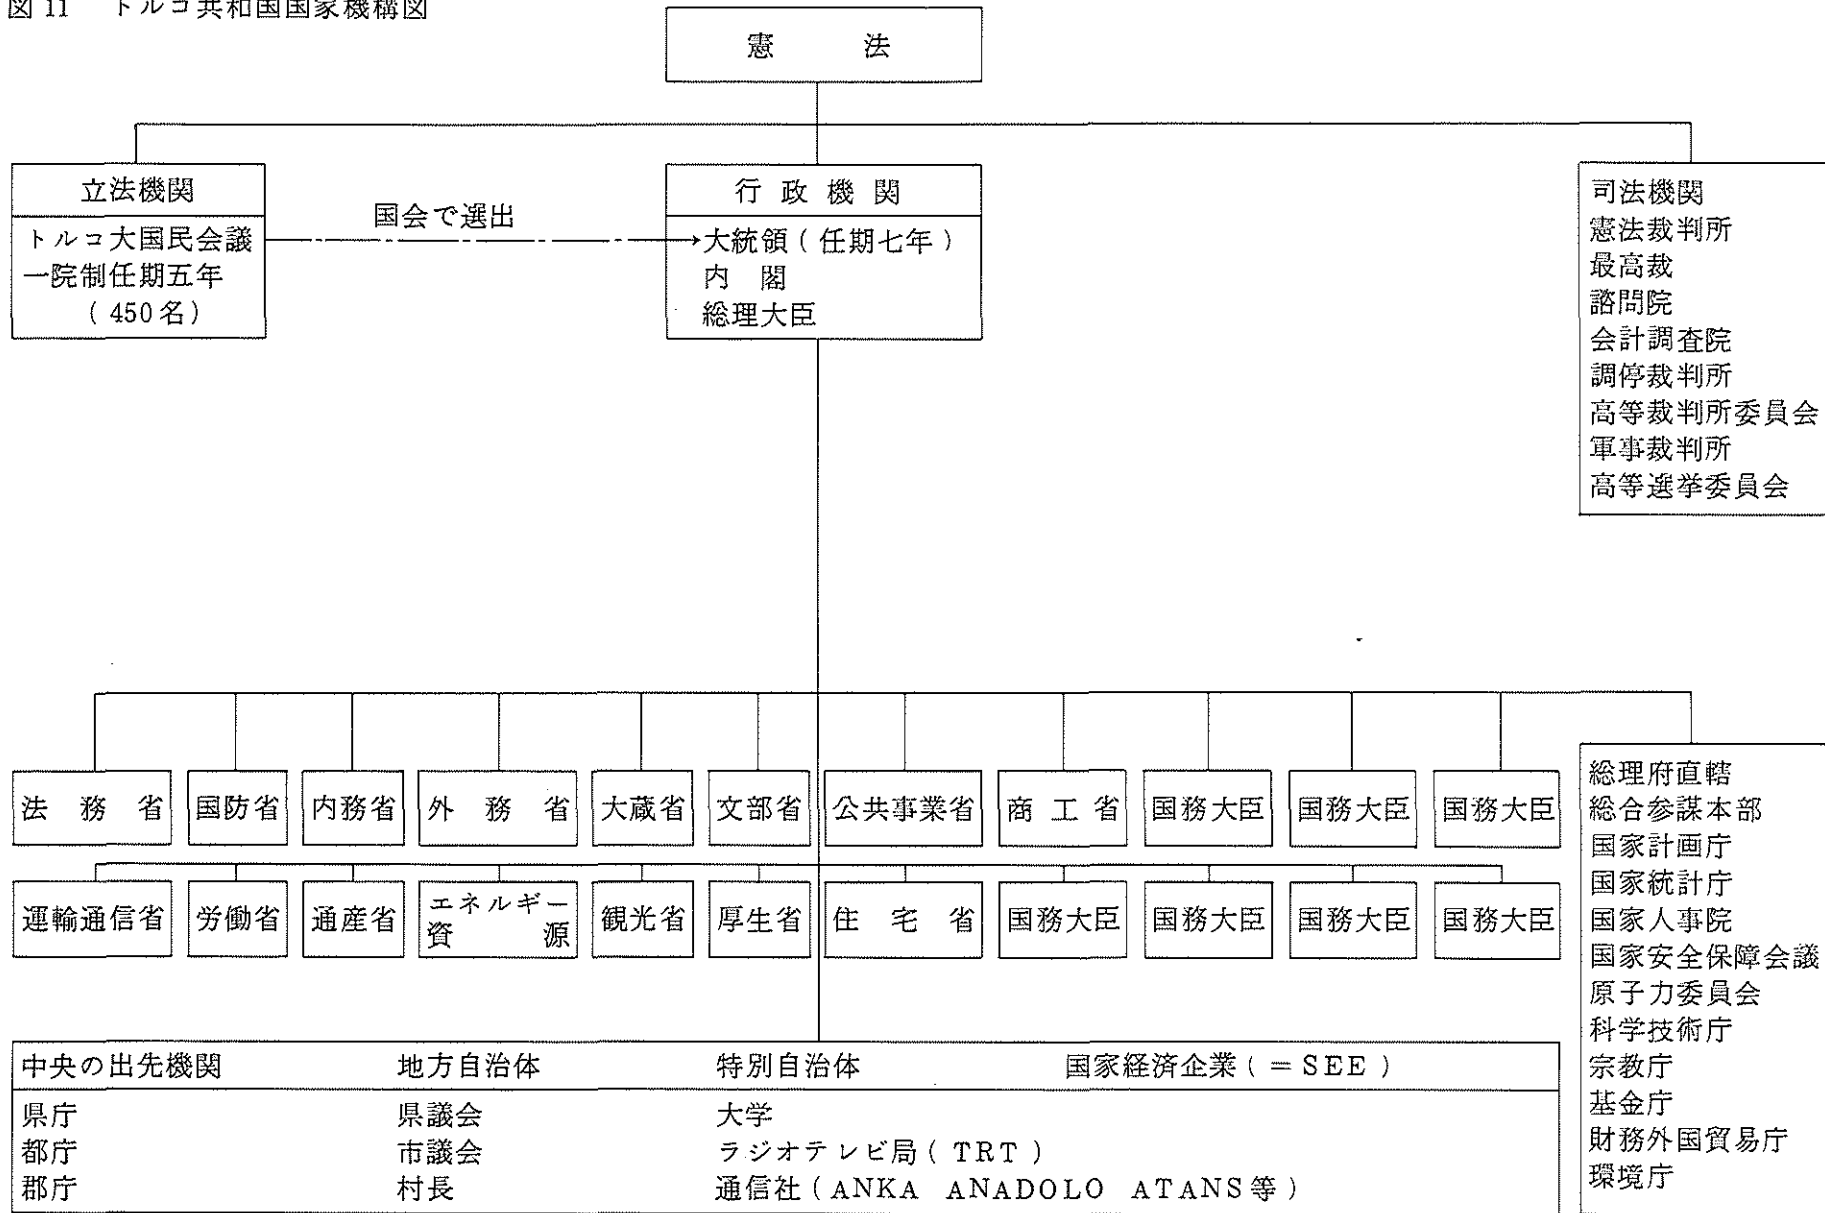 図 11 トルコ共和国国家機構図
憲 法
立法機関
トルコ大国民会議
一院制任期五年
( 450名)
国会で選出
行 政 機 関
大統領 ( 任期七年 )
内 閣
総理大臣
司法機関
憲法裁判所
最高裁
諮問院
会計調査院
調停裁判所
高等裁判所委員会
軍事裁判所
高等選挙委員会
法 務 省 国防省 内務省 外 務 省 大蔵省 文部省 公共事業省 商 工 省 国務大臣 国務大臣 国務大臣
運輸通信省 労働省 通産省 エネルギー資 源 観光省 厚生省 住 宅 省 国務大臣 国務大臣 国務大臣 国務大臣
総理府直轄
総合参謀本部
国家計画庁
国家統計庁
国家人事院
国家安全保障会議
原子力委員会
科学技術庁
宗教庁
基金庁
財務外国貿易庁
環境庁
中央の出先機関 地方自治体 特別自治体 国家経済企業 ( = SEE )
県庁 県議会 大学
都庁 市議会 ラジオテレビ局 ( TRT )
郡庁 村長 通信社 ( ANKA ANADOLO ATANS等 )